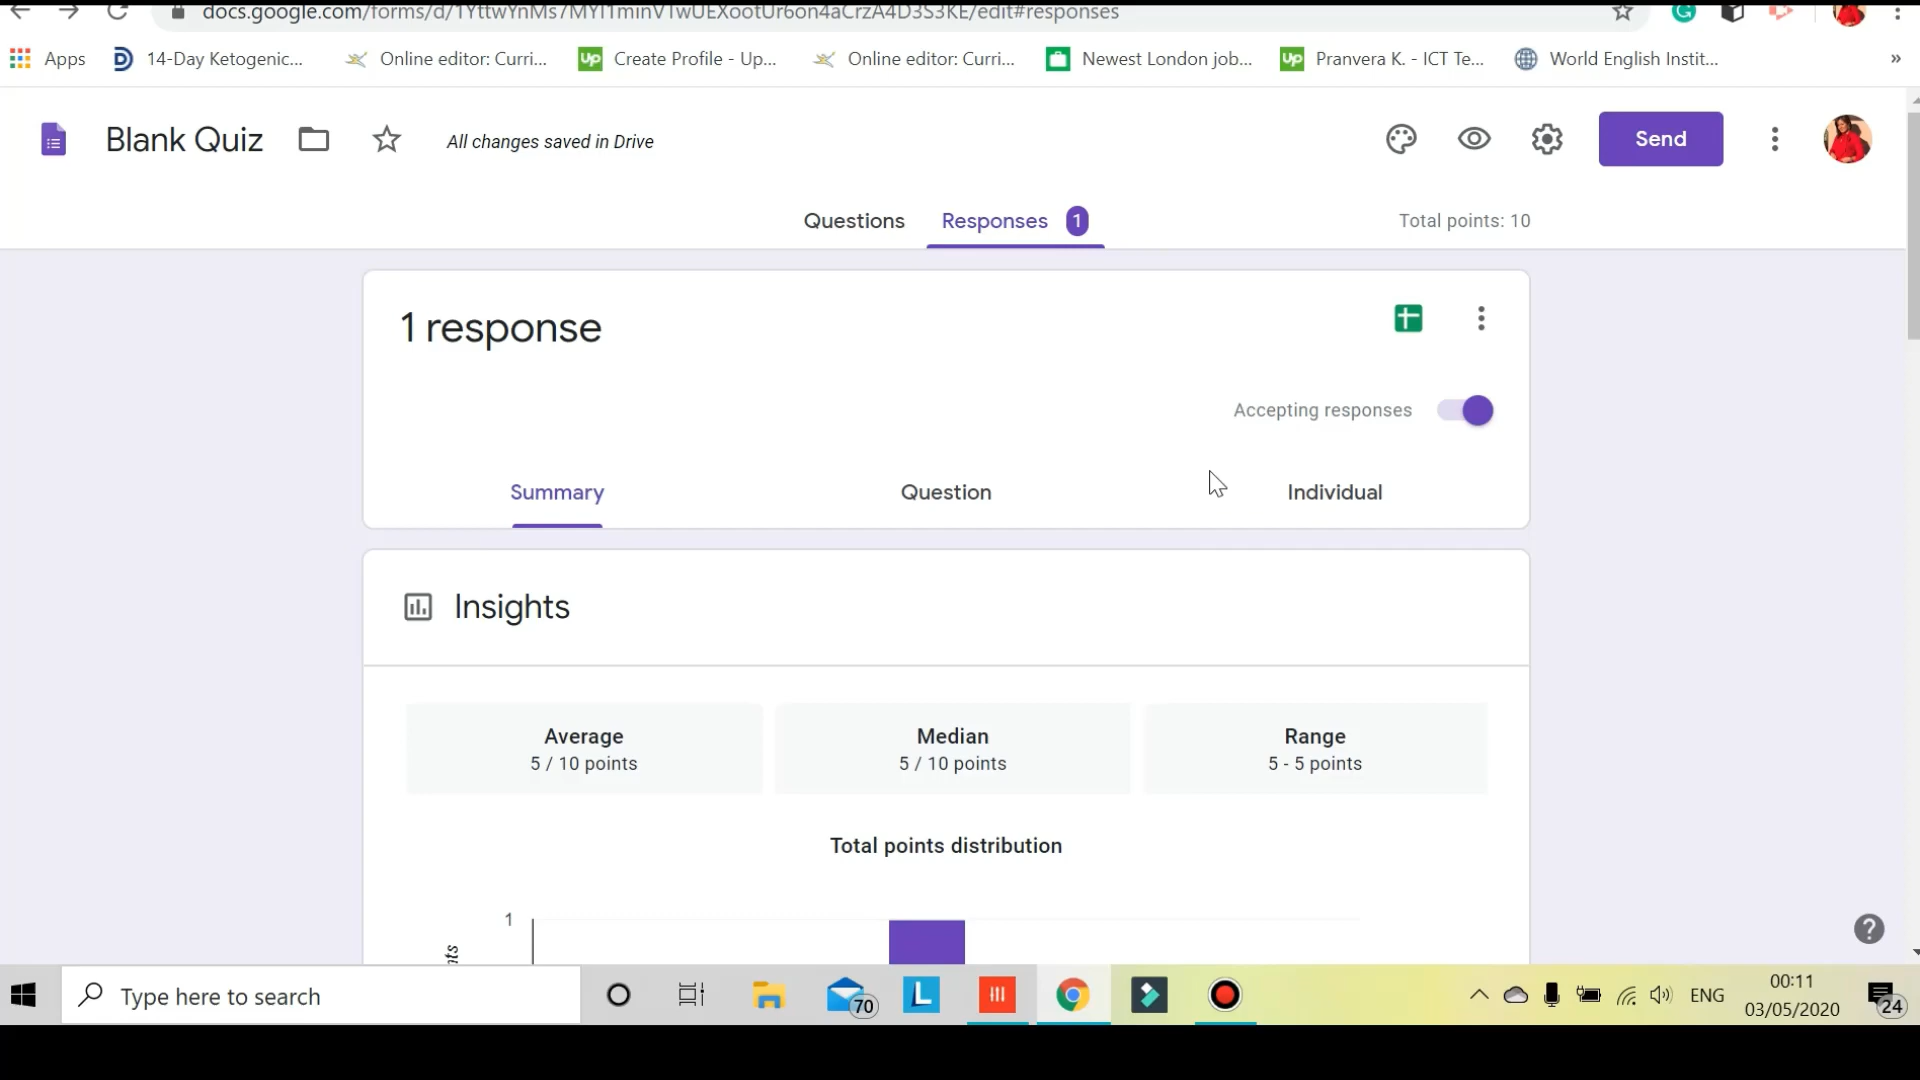 docs.google.com/forms/d/1YttwYnMs7MYI1minV1wUEXootUr6on4aCrzA4D3S3KE/edit#responses
Apps 14-Day Ketogenic... Online editor: Curri... Up Create Profile - Up... Online editor: Curri... Newest London job... Up Pranvera K. - ICT Te... World English Instit... »
Blank Quiz All changes saved in Drive Send
Questions Responses 1 Total points: 10
1 response
Accepting responses
Summary Question Individual
Insights
Average Median Range
5 / 10 points 5 / 10 points 5 - 5 points
Total points distribution
1
Type here to search 70 L ENG 00:11
03/05/2020 24